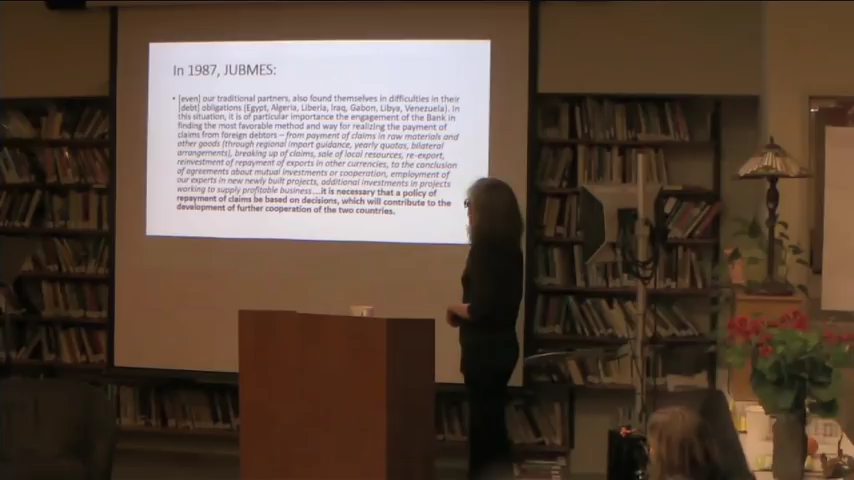 In 1987, JUBMES:
• [even] our traditional partners, also found themselves in difficulties in their
[debt] obligations (Egypt, Algeria, Liberia, Iraq, Gabon, Libya, Venezuela). In
this situation, it is of particular importance the engagement of the Bank in
finding the most favorable method and way for realizing the payment of
claims from foreign debtors – from payment of claims in raw materials and
other goods (through regional import guidance, yearly quotas, bilateral
arrangements), breaking up of claims, sale of local resources, re-export,
reinvestment of repayment of exports in other currencies, to the conclusion
of agreements about mutual investments or cooperation, employment of
our experts in new newly built projects, additional investments in projects
working to supply profitable business....it is necessary that a policy of
repayment of claims be based on decisions, which will contribute to the
development of further cooperation of the two countries.